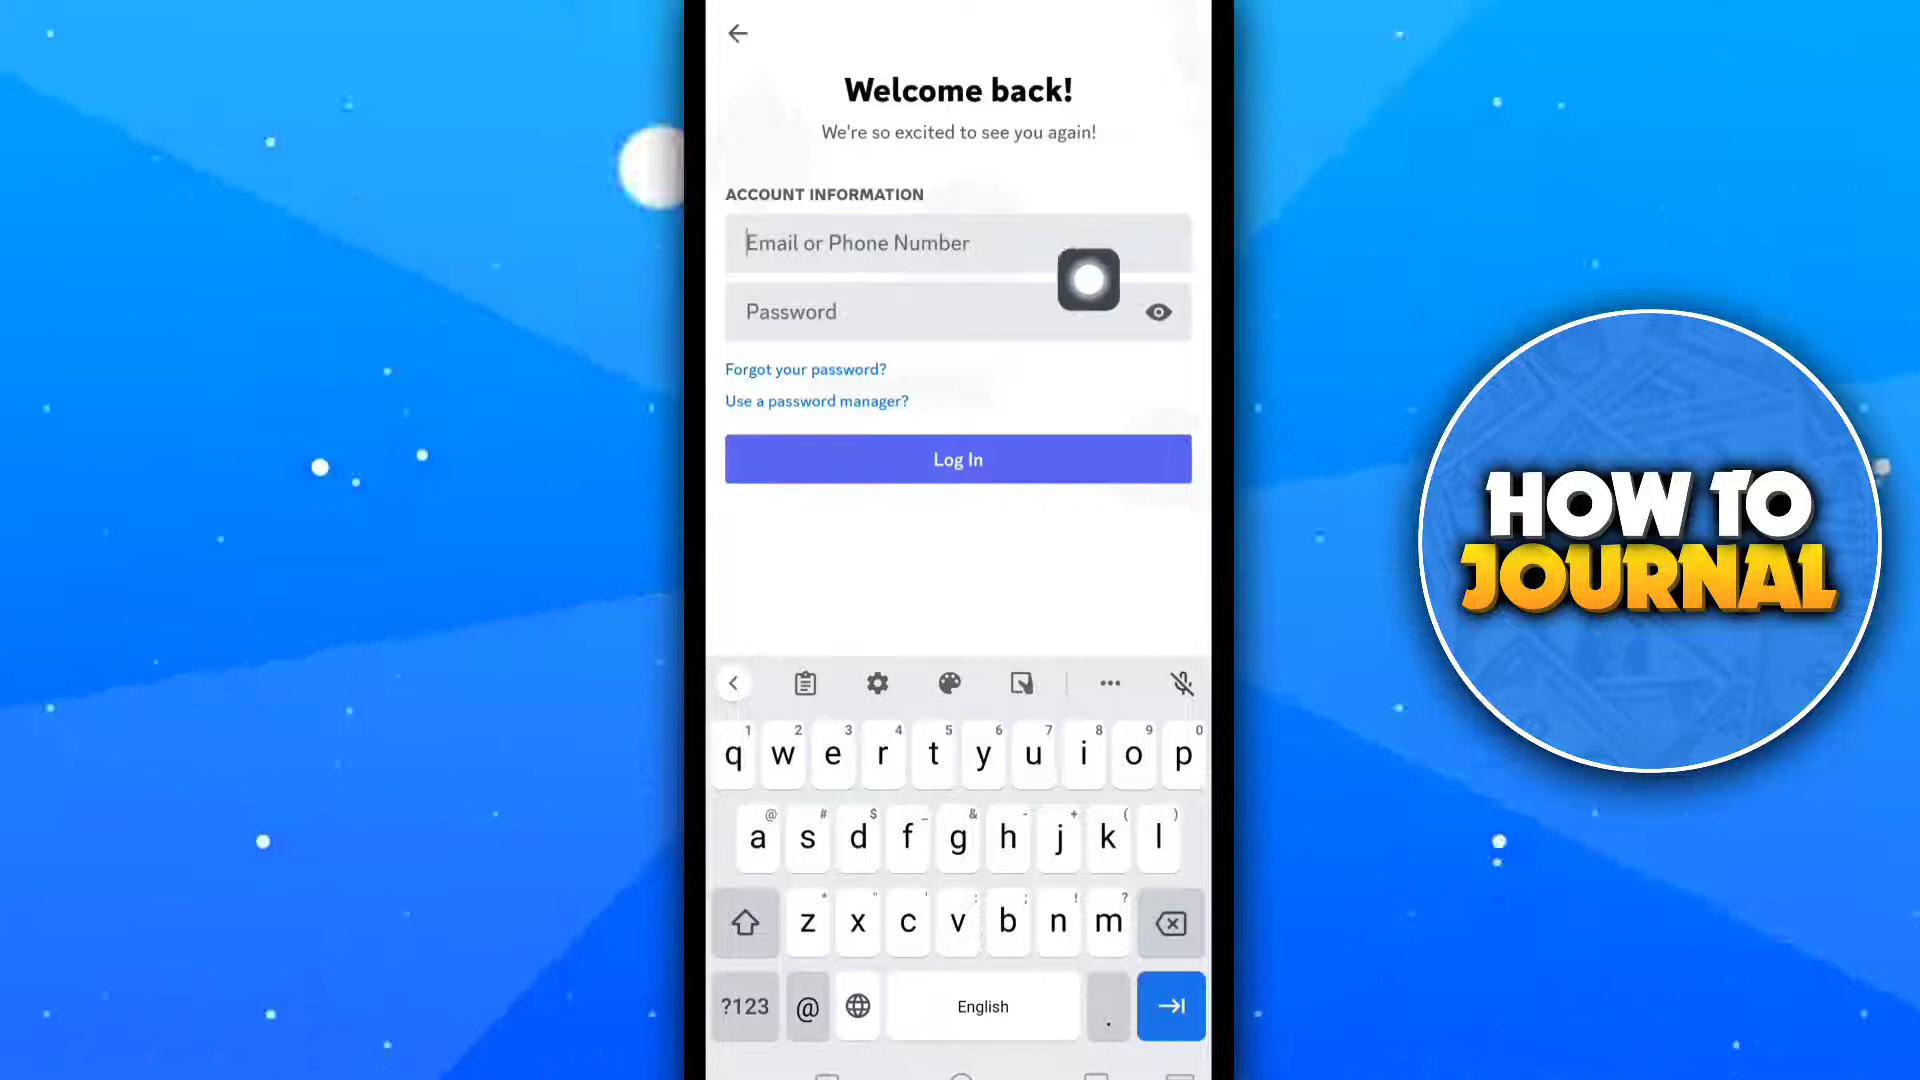 Welcome back!
We're so excited to see you again!
ACCOUNT INFORMATION
Email or Phone Number
Password
Forgot your password?
Use a password manager?
Log In
HOW TO
JOURNAL
1 2 3 4 5 6 7 8 9 0
q w e r t y u i o p
@ # $ _ & - + ( )
a s d f g h j k l
* " ' : ; ! ?
z x c v b n m
?123 @ English .